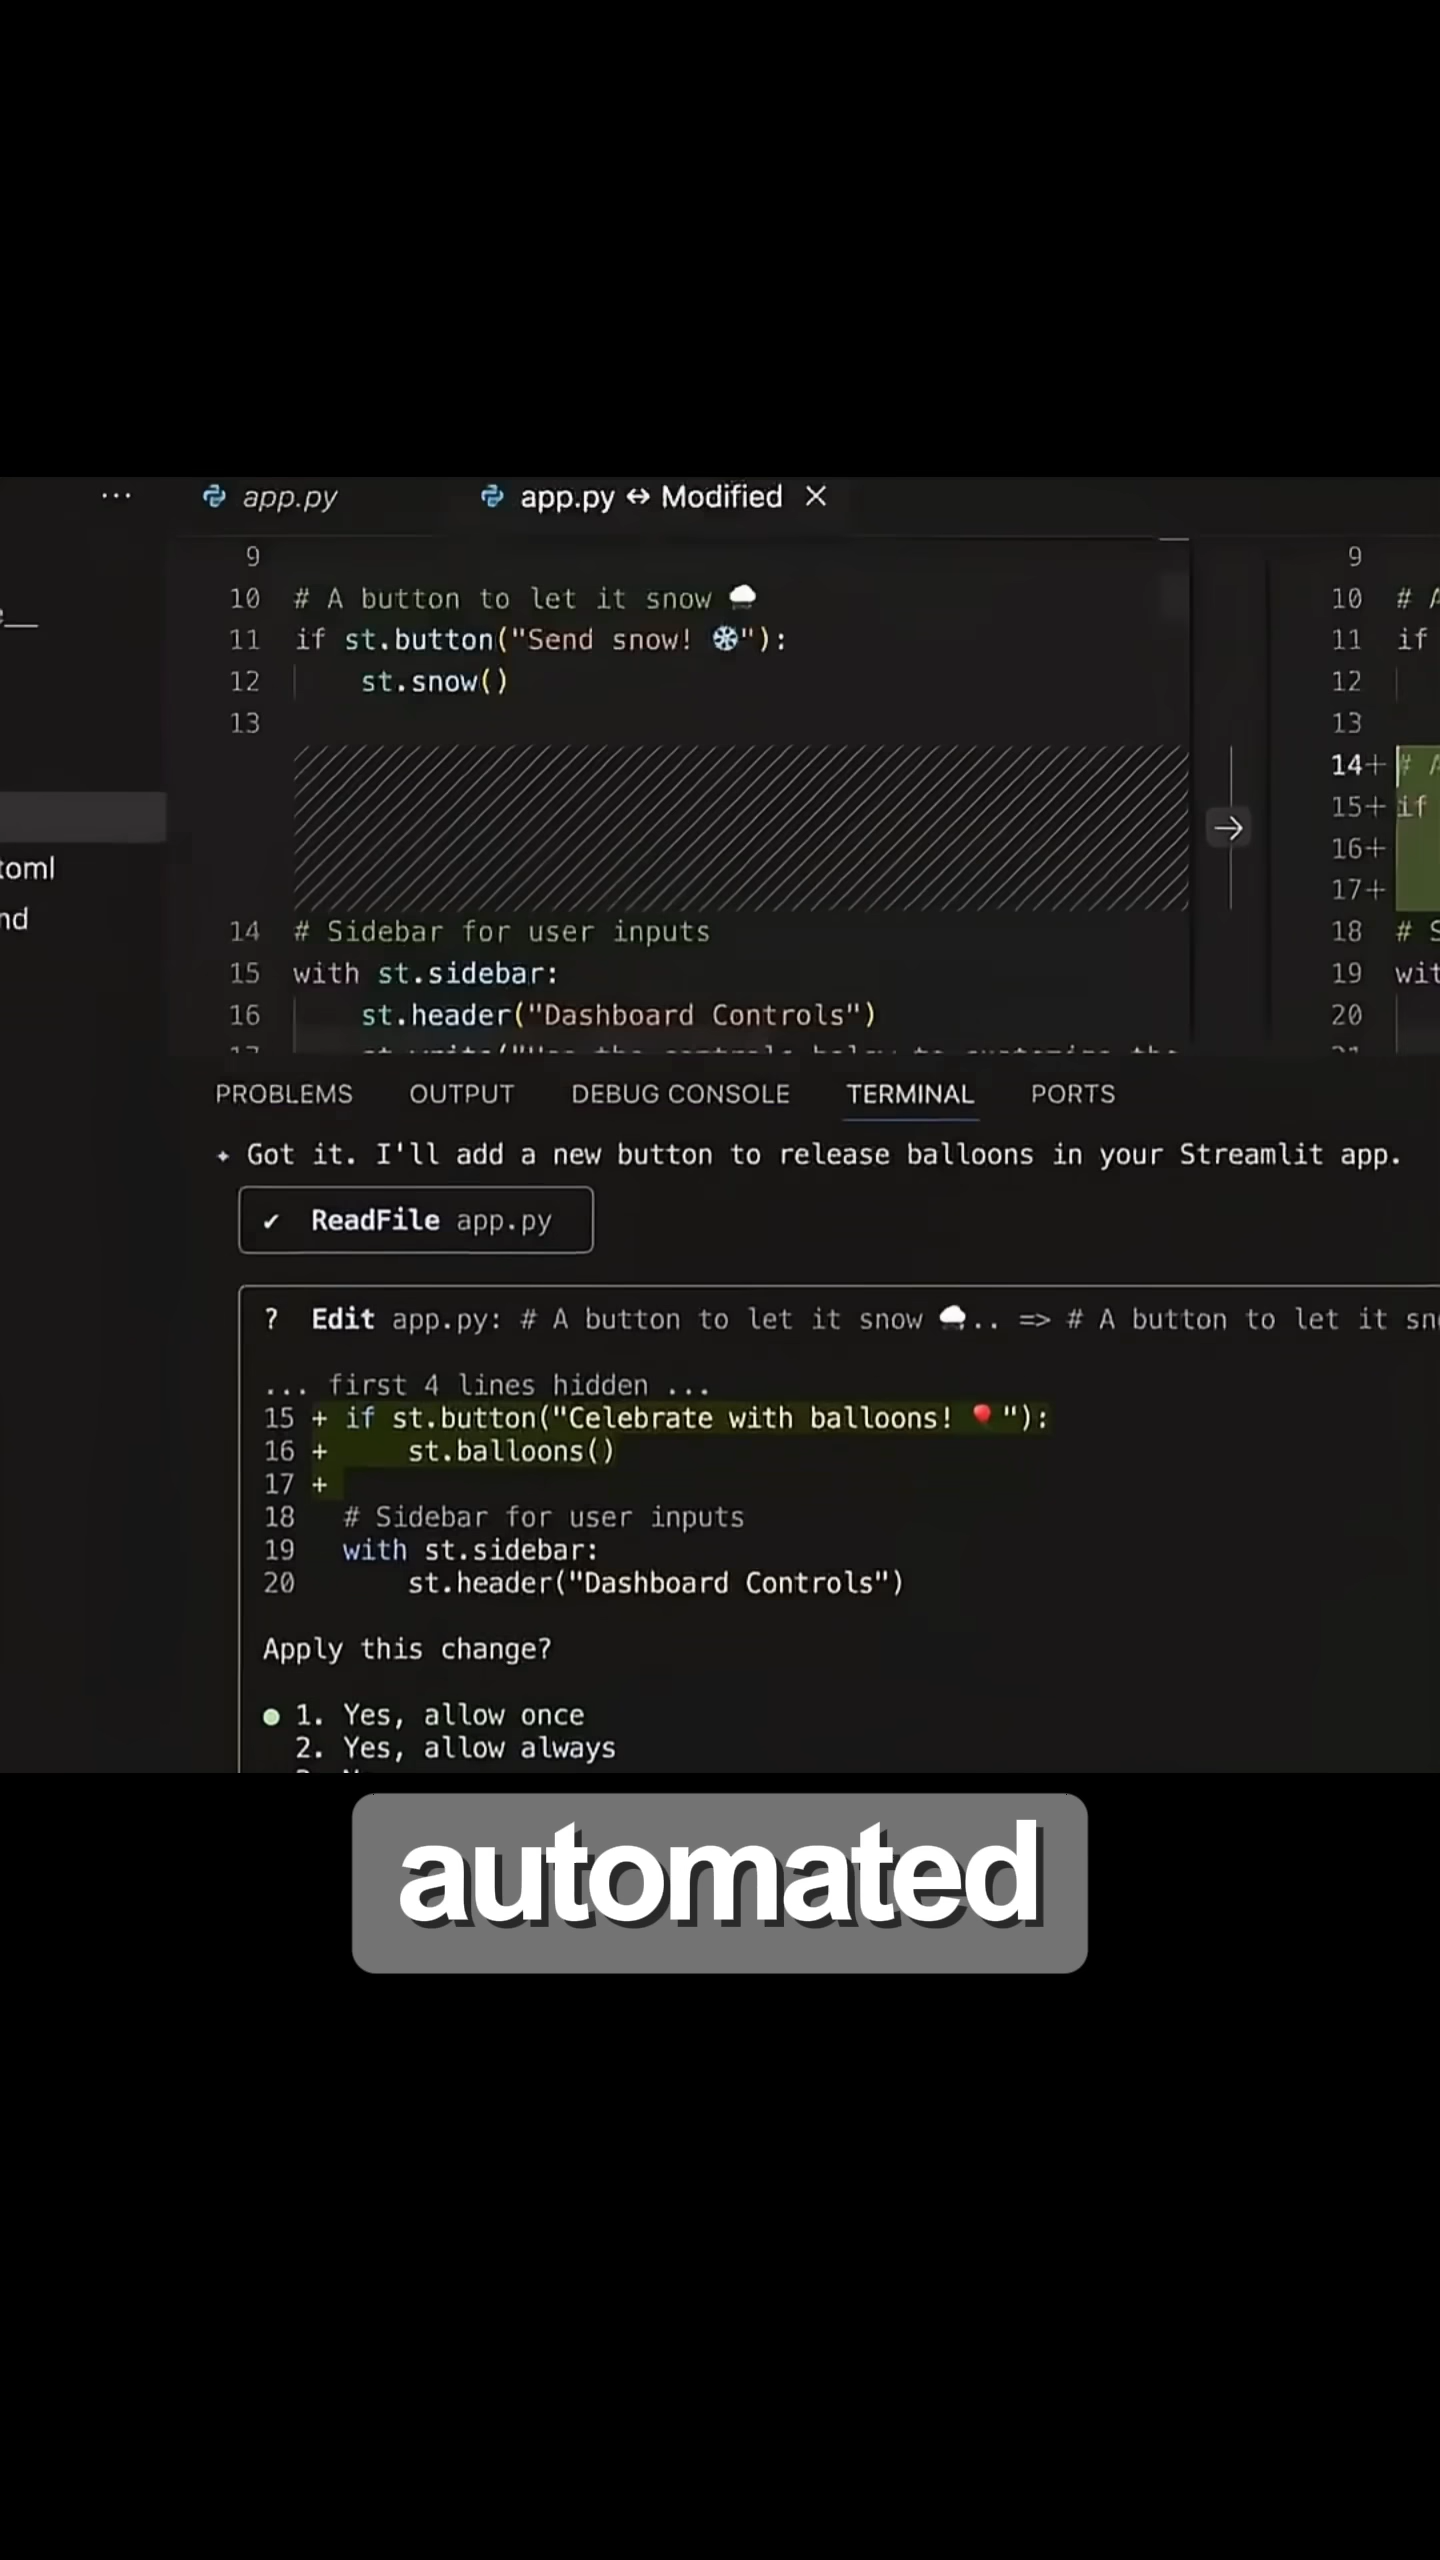 ... app.py app.py ↔ Modified ×
9
10 # A button to let it snow 🌨️
11 if st.button("Send snow! ❄️"):
12 st.snow()
13
14 # Sidebar for user inputs
15 with st.sidebar:
16 st.header("Dashboard Controls")
9
10 #
11 if
12
13
14+ #
15+ if
16+
17+
18 #
19
20
PROBLEMS OUTPUT DEBUG CONSOLE TERMINAL PORTS
✦ Got it. I'll add a new button to release balloons in your Streamlit app.
✔ ReadFile app.py
? Edit app.py: # A button to let it snow 🌨️.. => # A button to let it
... first 4 lines hidden ...
15 + if st.button("Celebrate with balloons! 🎈"):
16 + st.balloons()
17 +
18 # Sidebar for user inputs
19 with st.sidebar:
20 st.header("Dashboard Controls")
Apply this change?
● 1. Yes, allow once
2. Yes, allow always
automated